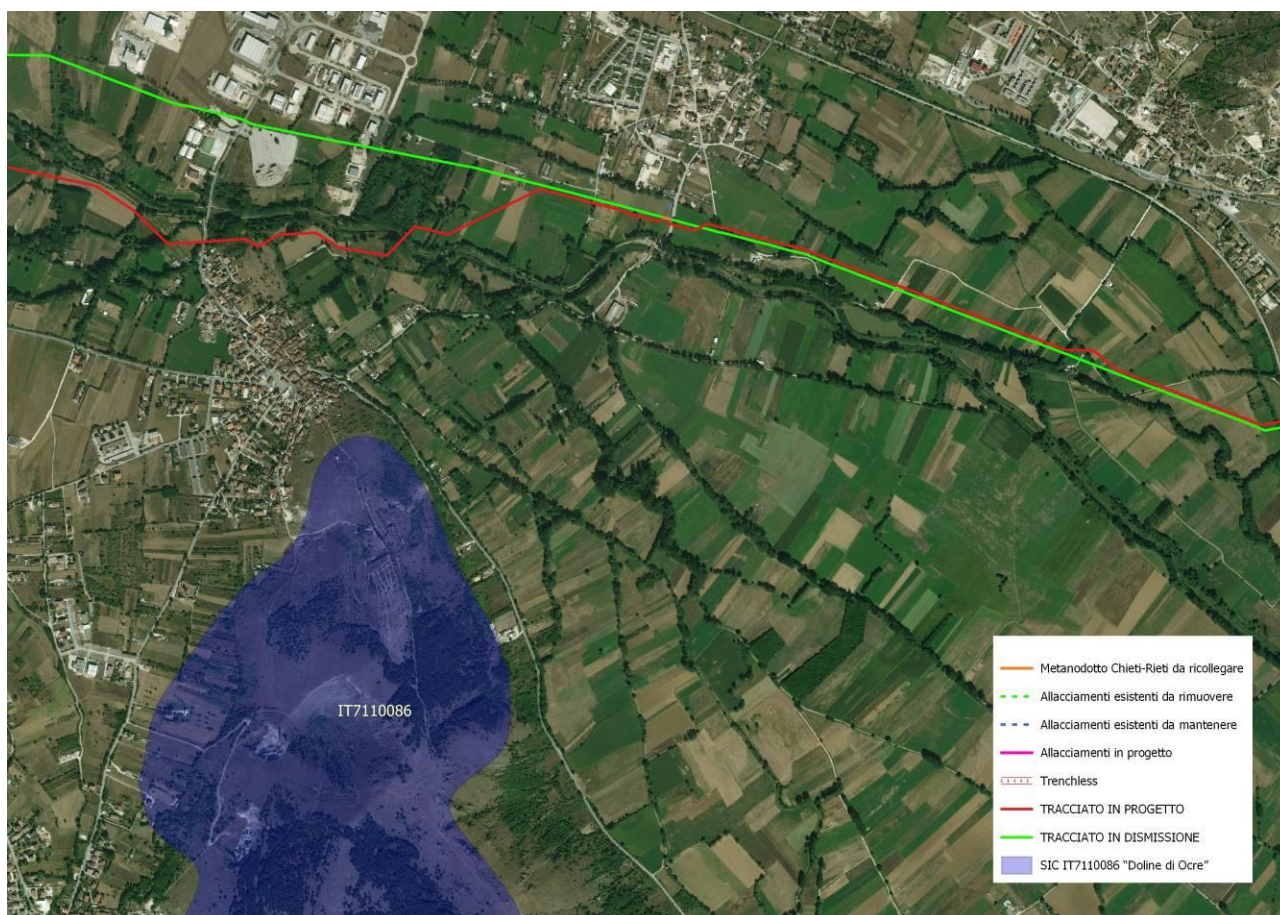 IT7110086
Metanodotto Chieti-Rieti da ricollegare
Allacciamenti esistenti da rimuovere
Allacciamenti esistenti da mantenere
Allacciamenti in progetto
Trenchless
TRACCIATO IN PROGETTO
TRACCIATO IN DISMISSIONE
SIC IT7110086 “Doline di Ocre”